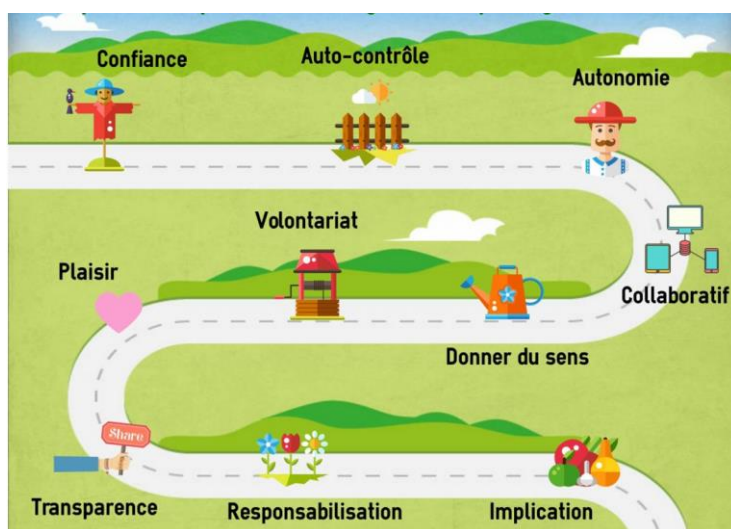 Confiance
Auto-contrôle
Autonomie
Collaboratif
Donner du sens
Volontariat
Plaisir
Share
Transparence
Responsabilisation
Implication